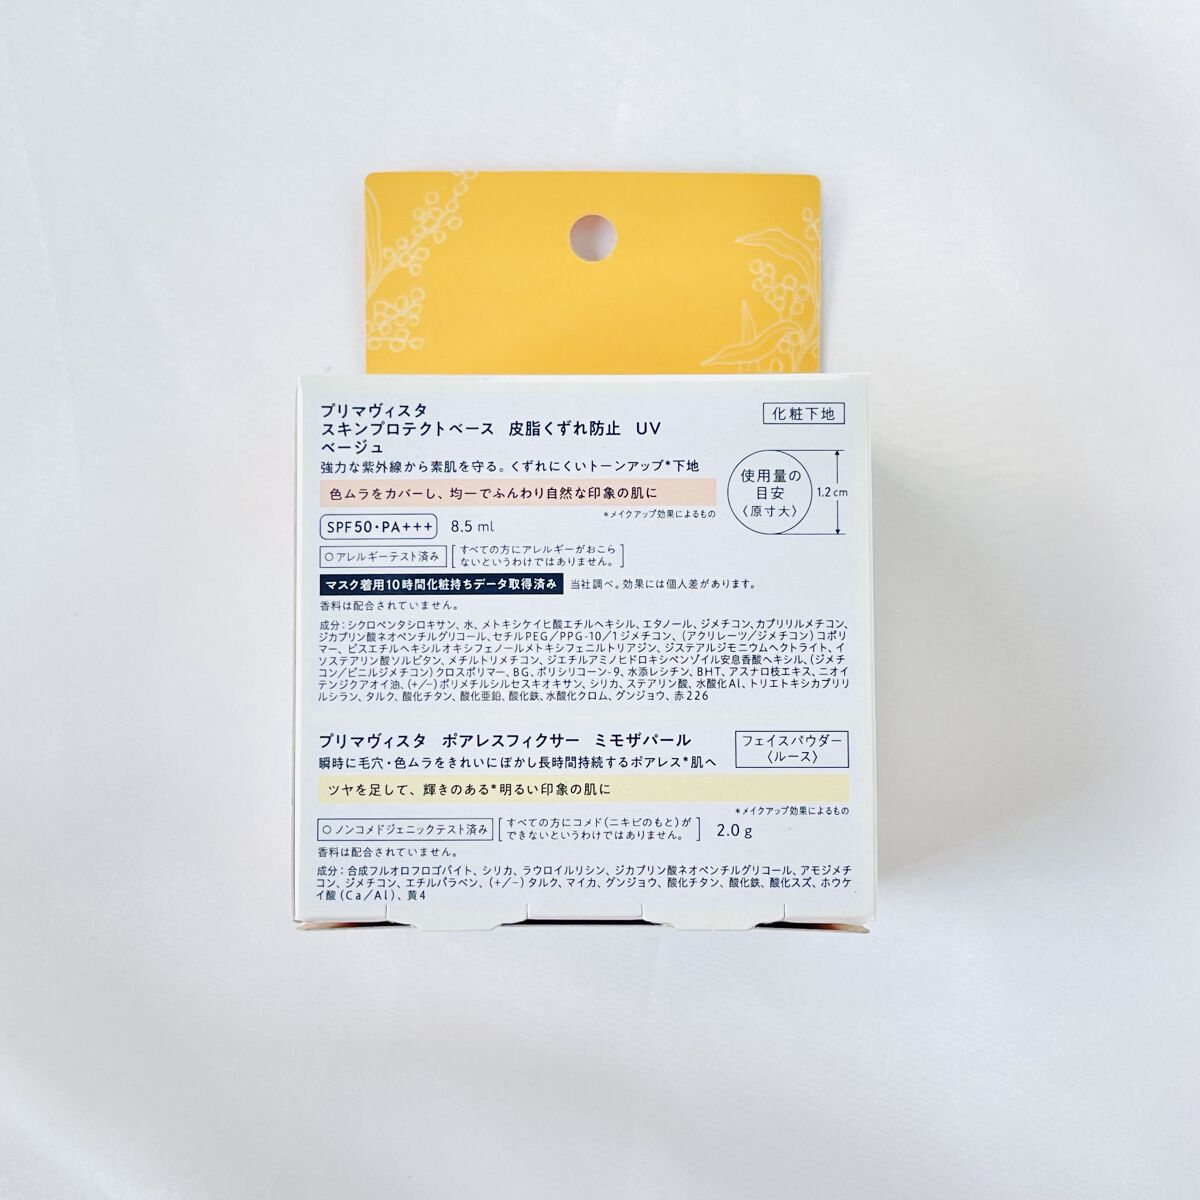 プリマヴィスタ
スキンプロテクトベース 皮脂くずれ防止 UV
ベージュ
化粧下地
強力な紫外線から素肌を守る。くずれにくいトーンアップ*下地
色ムラをカバーし、均一でふんわり自然な印象の肌に
*メイクアップ効果によるもの
使用量の
目安
〈原寸大〉
1.2cm
SPF50・PA+++ 8.5 ml
○アレルギーテスト済み
すべての方にアレルギーがおこら
ないというわけではありません。
マスク着用10時間化粧持ちデータ取得済み 当社調べ。効果には個人差があります。
香料は配合されていません。
成分：シクロペンタシロキサン、水、メトキシケイヒ酸エチルヘキシル、エタノール、ジメチコン、カプリリルメチコン、
ジカプリン酸ネオペンチルグリコール、セチルPEG／PPG-10／1ジメチコン、（アクリレーツ／ジメチコン）コポリ
マー、ビスエチルヘキシルオキシフェノールメトキシフェニルトリアジン、ジステアルジモニウムヘクトライト、イ
ソステアリン酸ソルビタン、メチルトリメチコン、ジエチルアミノヒドロキシベンゾイル安息香酸ヘキシル、（ジメチ
コン／ビニルジメチコン）クロスポリマー、BG、ポリシリコーン-9、水添レシチン、BHT、アスナロ枝エキス、ニオイ
テンジクアオイ油、(+/−)ポリメチルシルセスキオキサン、シリカ、ステアリン酸、水酸化Al、トリエトキシカプリリ
ルシラン、タルク、酸化チタン、酸化亜鉛、酸化鉄、水酸化クロム、グンジョウ、赤226
プリマヴィスタ ポアレスフィクサー ミモザパール
フェイスパウダー
〈ルース〉
瞬時に毛穴・色ムラをきれいにぼかし長時間持続するポアレス*肌へ
ツヤを足して、輝きのある*明るい印象の肌に
*メイクアップ効果によるもの
○ノンコメドジェニックテスト済み
すべての方にコメド（ニキビのもと）が
できないというわけではありません。
2.0 g
香料は配合されていません。
成分：合成フルオロフロゴパイト、シリカ、ラウロイルリシン、ジカプリン酸ネオペンチルグリコール、アモジメチ
コン、ジメチコン、エチルパラベン、(+/−)タルク、マイカ、グンジョウ、酸化チタン、酸化鉄、酸化スズ、ホウケ
イ酸（Ca／Al）、黄4